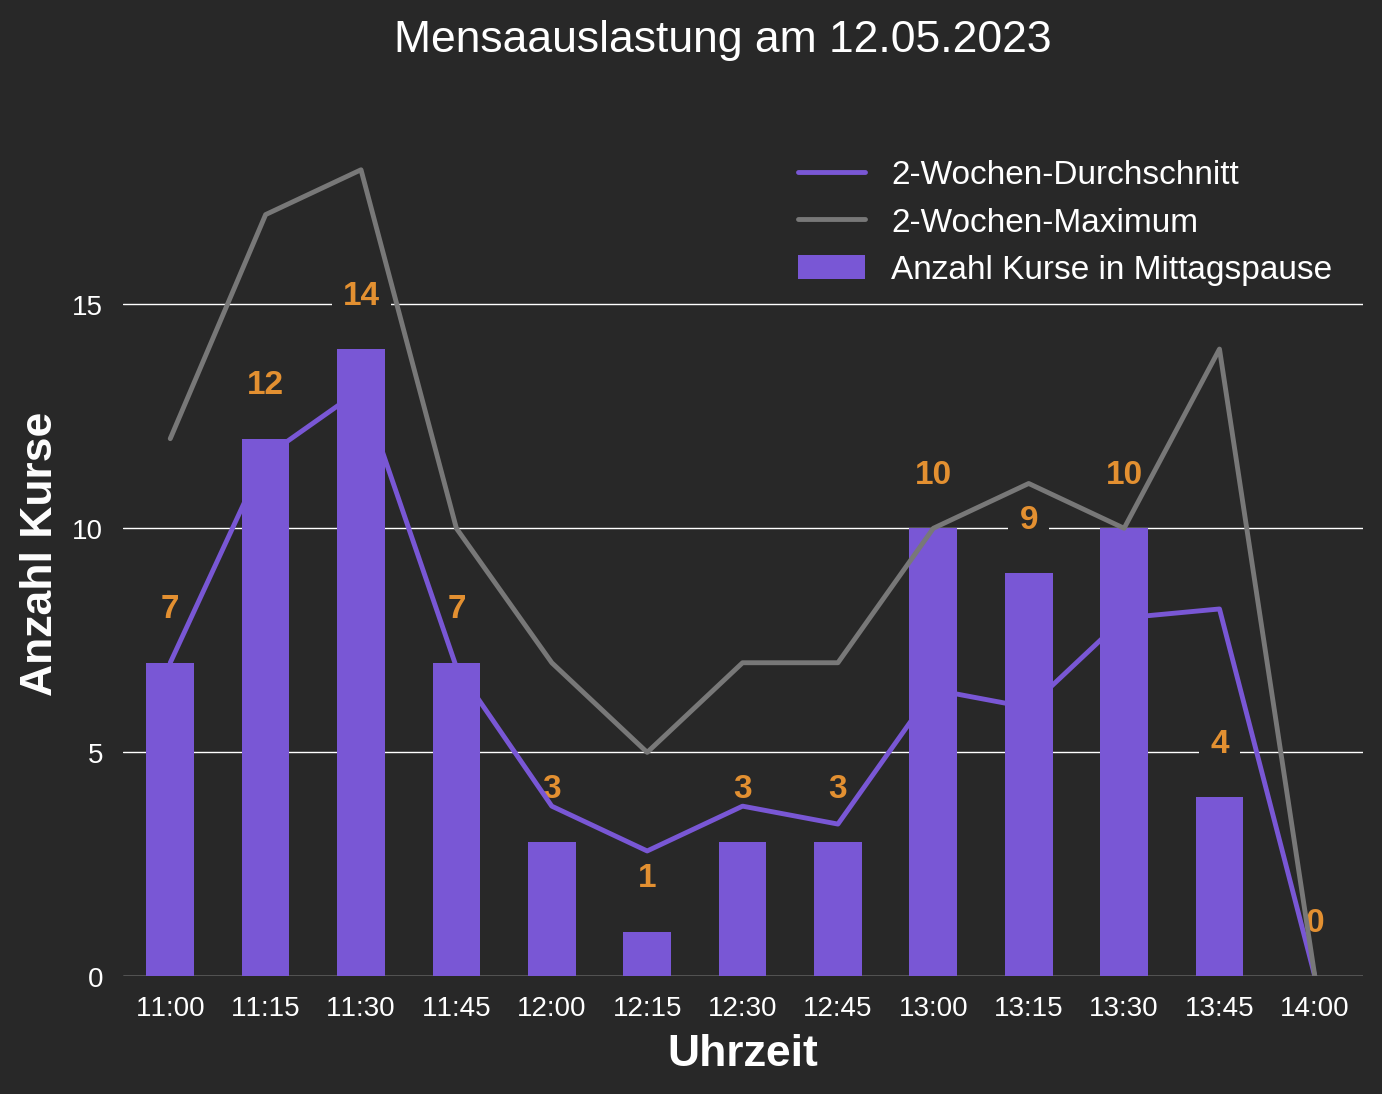 Mensaauslastung am 12.05.2023
2-Wochen-Durchschnitt
2-Wochen-Maximum
Anzahl Kurse in Mittagspause
Anzahl Kurse
15
10
5
0
7
12
14
7
3
1
3
3
10
9
10
4
0
11:00 11:15 11:30 11:45 12:00 12:15 12:30 12:45 13:00 13:15 13:30 13:45 14:00
Uhrzeit